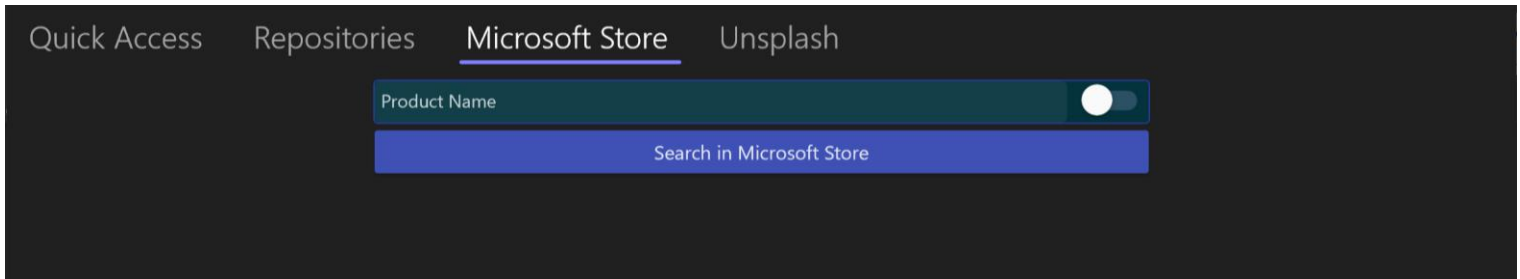 Quick Access Repositories Microsoft Store Unsplash
Product Name
Search in Microsoft Store